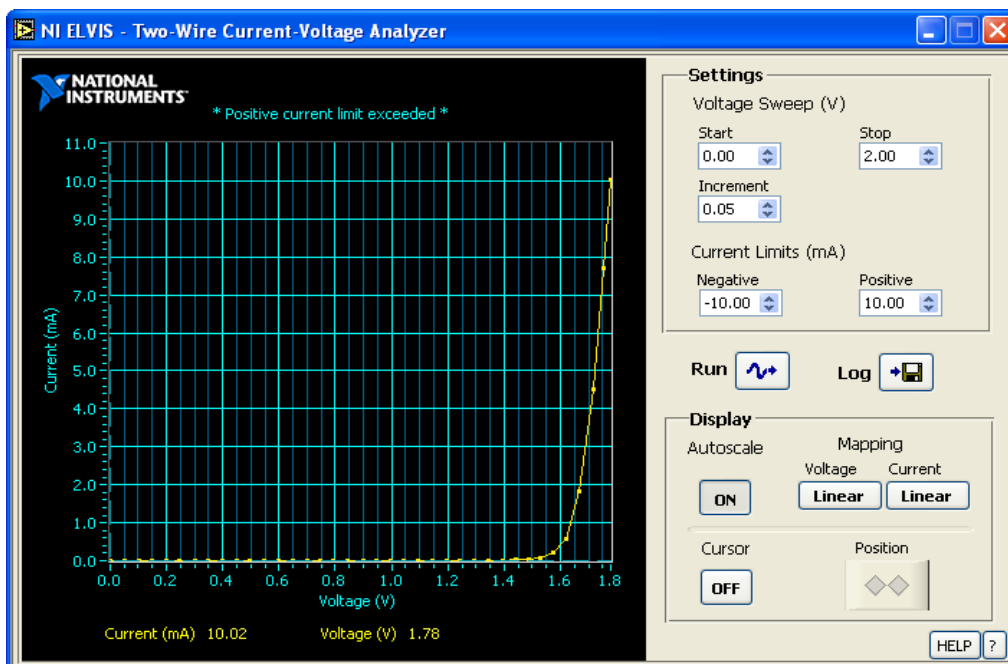 NI ELVIS - Two-Wire Current-Voltage Analyzer
NATIONAL
INSTRUMENTS™
* Positive current limit exceeded *
11.0
10.0
9.0
8.0
7.0
6.0
5.0
4.0
3.0
2.0
1.0
0.0
Current (mA)
0.0 0.2 0.4 0.6 0.8 1.0 1.2 1.4 1.6 1.8
Voltage (V)
Current (mA) 10.02 Voltage (V) 1.78
Settings
Voltage Sweep (V)
Start Stop
0.00 2.00
Increment
0.05
Current Limits (mA)
Negative Positive
-10.00 10.00
Run Log
Display
Autoscale Mapping
Voltage Current
ON Linear Linear
Cursor Position
OFF
HELP ?